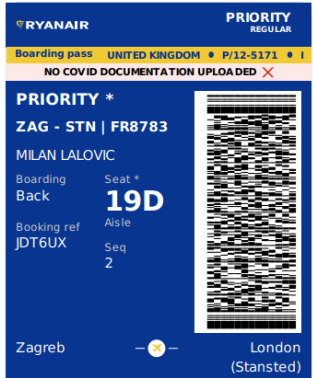 RYANAIR
PRIORITY
REGULAR
Boarding pass UNITED KINGDOM • P/12-5171 • I
NO COVID DOCUMENTATION UPLOADED ❌
PRIORITY *
ZAG - STN | FR8783
MILAN LALOVIC
Boarding Seat *
Back 19D
Aisle
Booking ref
JDT6UX
Seq
2
Zagreb London
(Stansted)